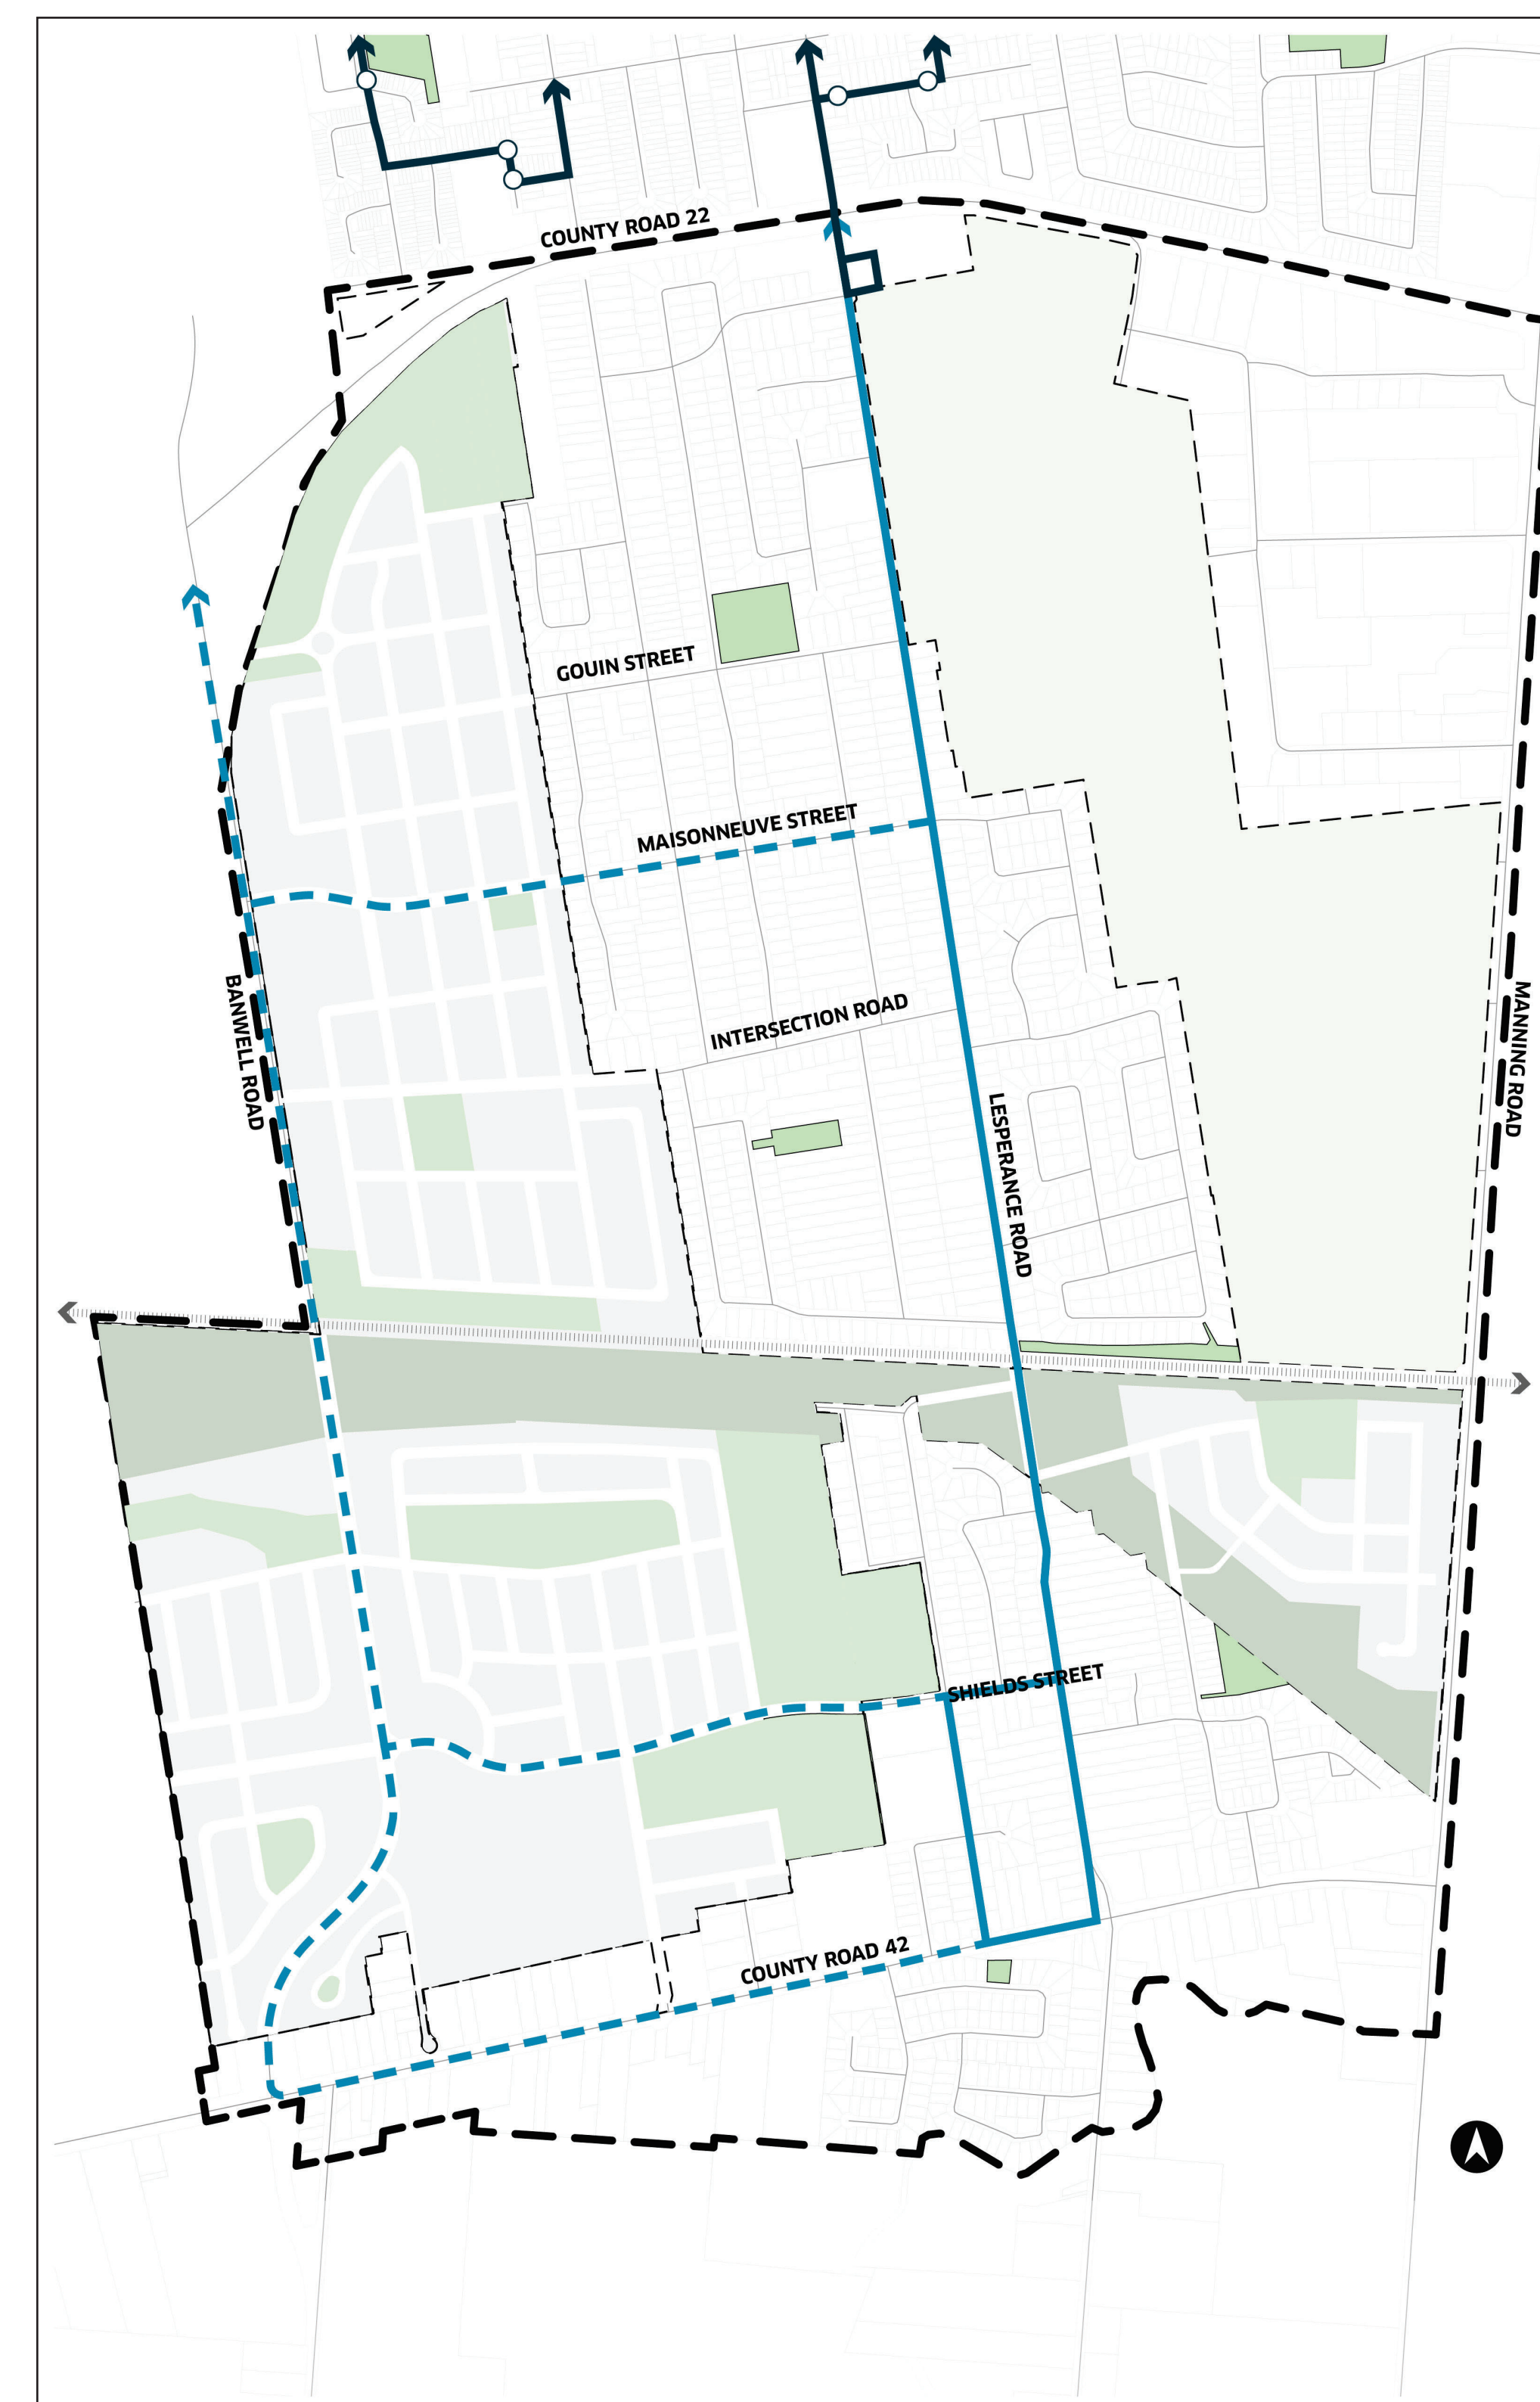 COUNTY ROAD 22
GOUIN STREET
MAISONNEUVE STREET
BANWELL ROAD
INTERSECTION ROAD
MANNING ROAD
LESPERANCE ROAD
SHIELDS STREET
COUNTY ROAD 42